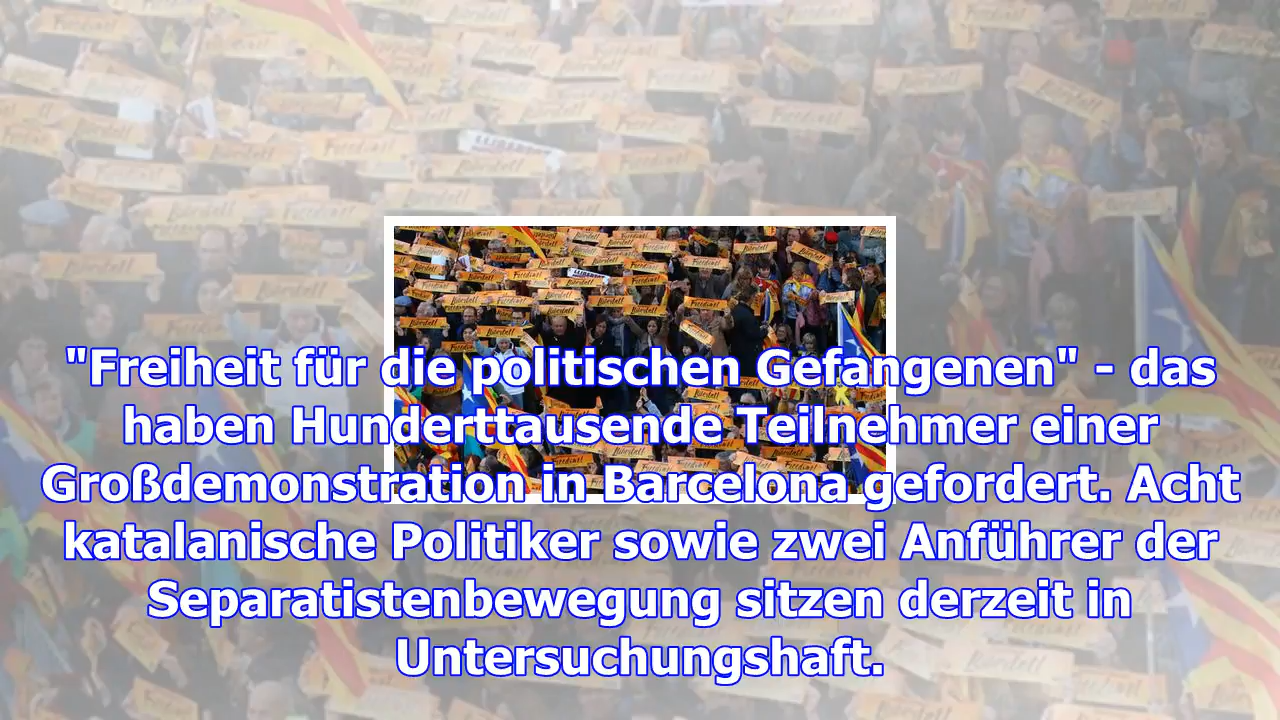 "Freiheit für die politischen Gefangenen" - das
haben Hunderttausende Teilnehmer einer
Großdemonstration in Barcelona gefordert. Acht
katalanische Politiker sowie zwei Anführer der
Separatistenbewegung sitzen derzeit in
Untersuchungshaft.